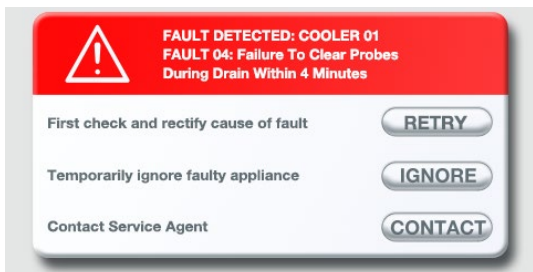 FAULT DETECTED: COOLER 01
FAULT 04: Failure To Clear Probes
During Drain Within 4 Minutes
First check and rectify cause of fault
RETRY
Temporarily ignore faulty appliance
IGNORE
Contact Service Agent
CONTACT